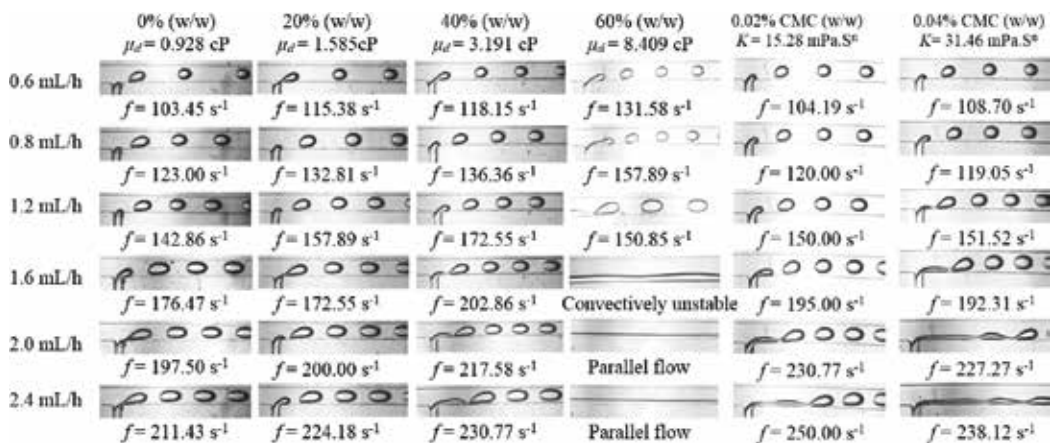 0% (w/w) 20% (w/w) 40% (w/w) 60% (w/w) 0.02% CMC (w/w) 0.04% CMC (w/w)
μd = 0.928 cP μd = 1.585cP μd = 3.191 cP μd = 8.409 cP K = 15.28 mPa.Sⁿ K = 31.46 mPa.Sⁿ
0.6 mL/h
f = 103.45 s⁻¹ f = 115.38 s⁻¹ f = 118.15 s⁻¹ f = 131.58 s⁻¹ f = 104.19 s⁻¹ f = 108.70 s⁻¹
0.8 mL/h
f = 123.00 s⁻¹ f = 132.81 s⁻¹ f = 136.36 s⁻¹ f = 157.89 s⁻¹ f = 120.00 s⁻¹ f = 119.05 s⁻¹
1.2 mL/h
f = 142.86 s⁻¹ f = 157.89 s⁻¹ f = 172.55 s⁻¹ f = 150.85 s⁻¹ f = 150.00 s⁻¹ f = 151.52 s⁻¹
1.6 mL/h
f = 176.47 s⁻¹ f = 172.55 s⁻¹ f = 202.86 s⁻¹ Convectively unstable f = 195.00 s⁻¹ f = 192.31 s⁻¹
2.0 mL/h
f = 197.50 s⁻¹ f = 200.00 s⁻¹ f = 217.58 s⁻¹ Parallel flow f = 230.77 s⁻¹ f = 227.27 s⁻¹
2.4 mL/h
f = 211.43 s⁻¹ f = 224.18 s⁻¹ f = 230.77 s⁻¹ Parallel flow f = 250.00 s⁻¹ f = 238.12 s⁻¹